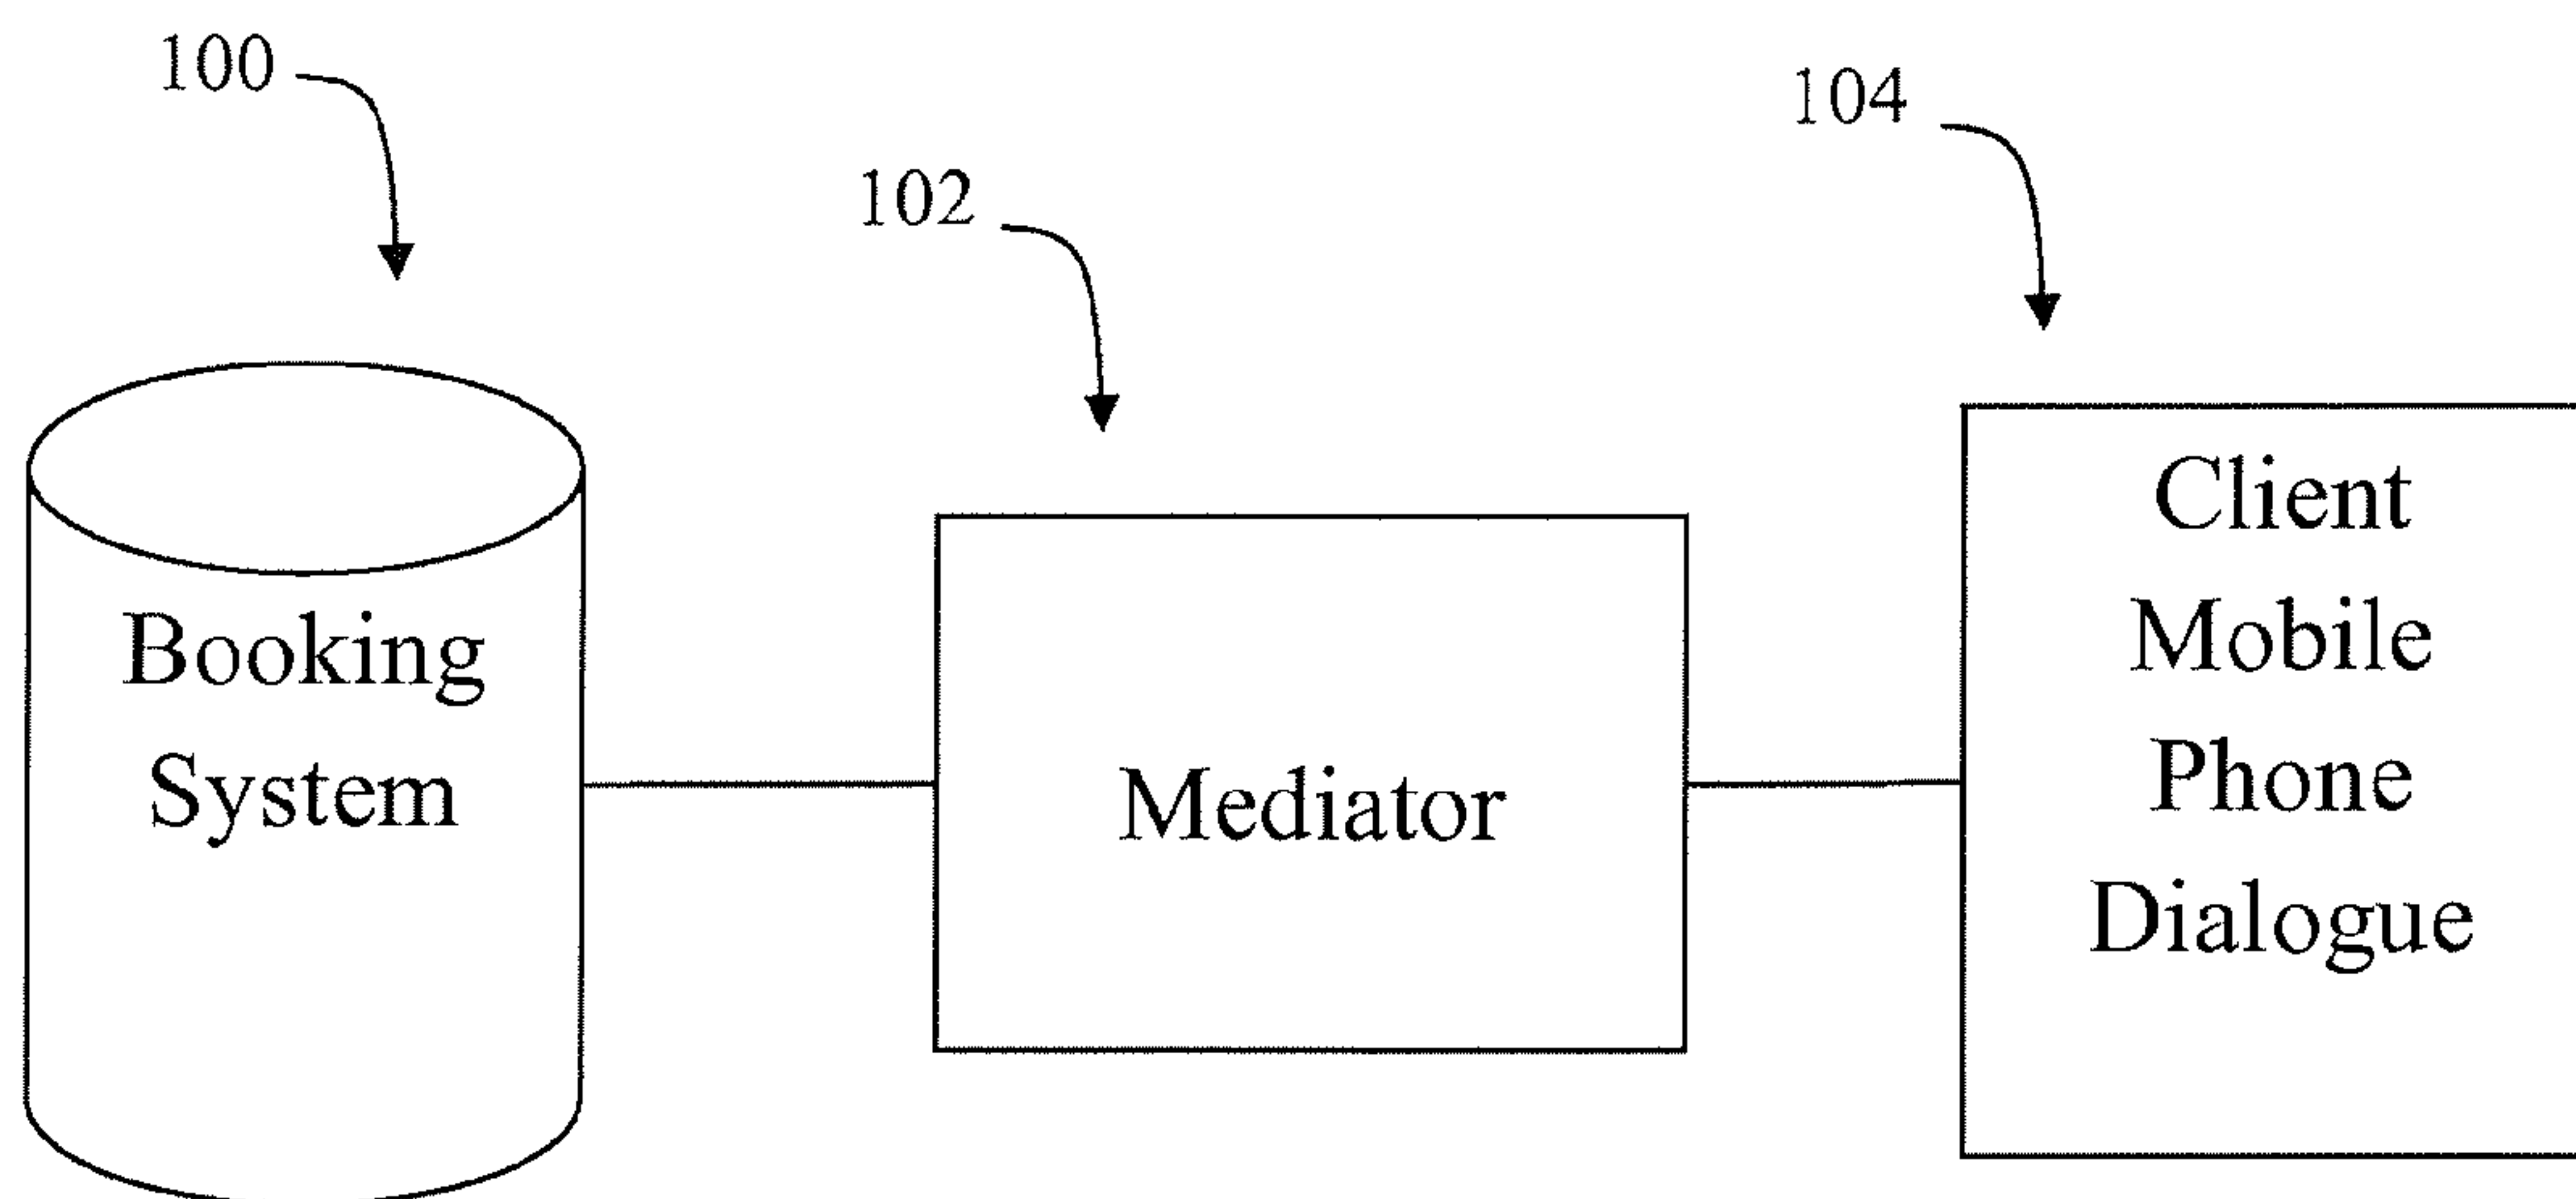 100
102
104
Booking
System
Mediator
Client
Mobile
Phone
Dialogue